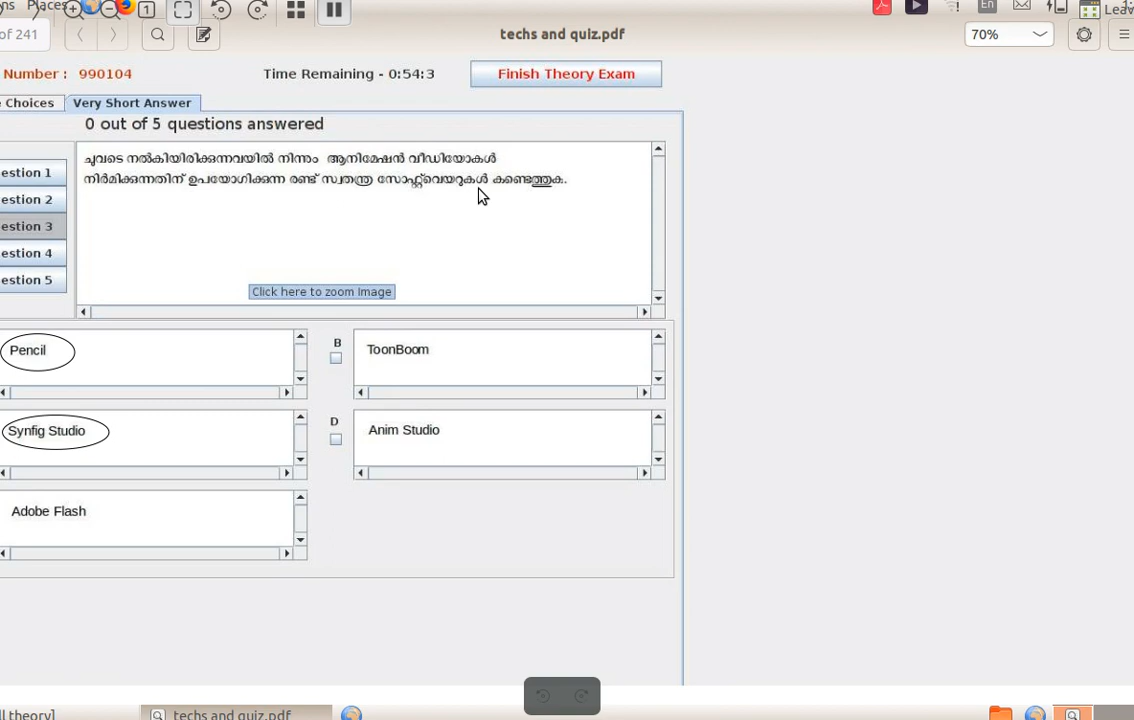 ns Places
En
Leav
of 241
techs and quiz.pdf
70%
Number : 990104
Time Remaining - 0:54:3
Finish Theory Exam
e Choices
Very Short Answer
0 out of 5 questions answered
ചുവടെ നൽകിയിരിക്കുന്നവയിൽ നിന്നും ആനിമേഷൻ വീഡിയോകൾ
നിർമിക്കുന്നതിന് ഉപയോഗിക്കുന്ന രണ്ട് സ്വതന്ത്ര സോഫ്റ്റ്‌വെയറുകൾ കണ്ടെത്തുക.
estion 1
estion 2
estion 3
estion 4
estion 5
Click here to zoom Image
Pencil
B
ToonBoom
Synfig Studio
D
Anim Studio
Adobe Flash
ll theory]
techs and quiz.pdf